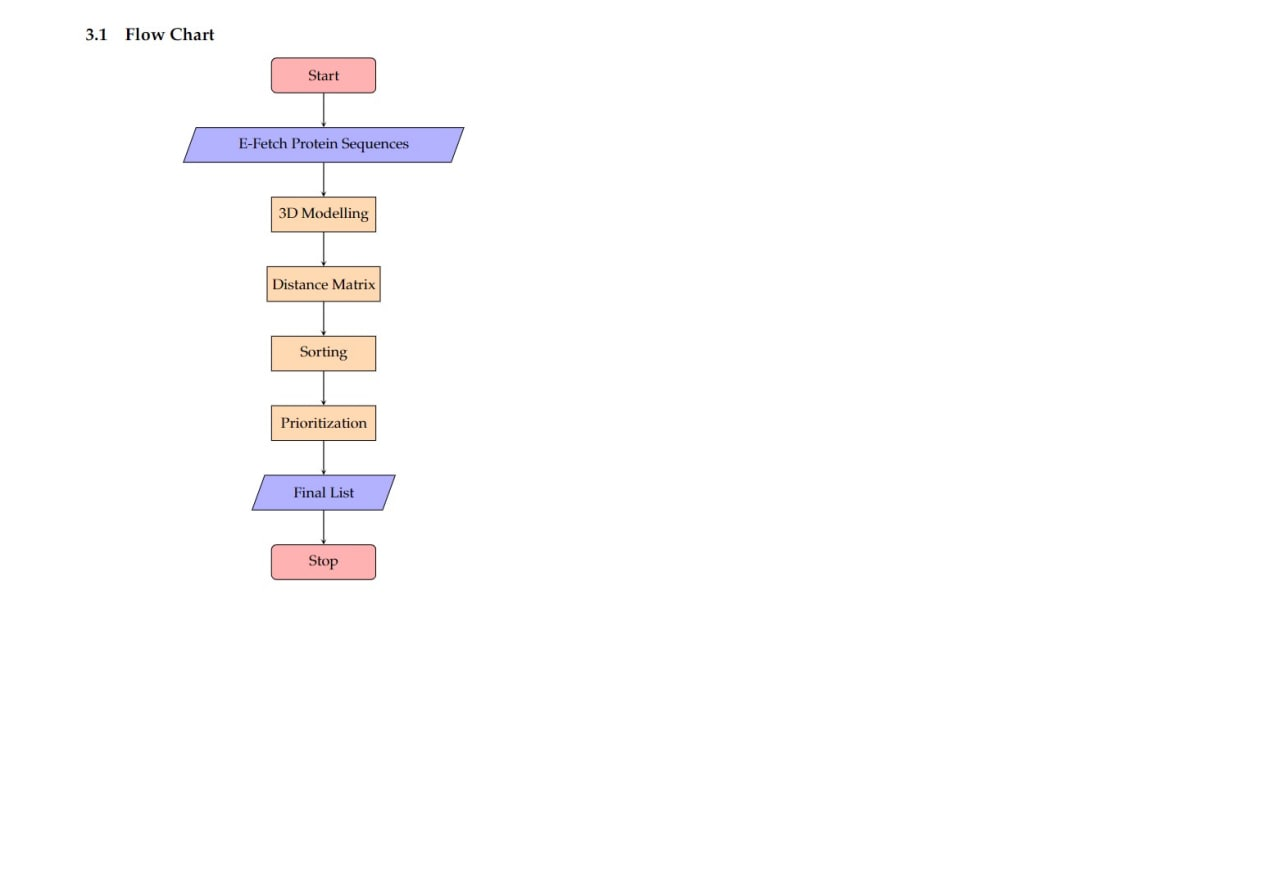 3.1 Flow Chart
Start
E-Fetch Protein Sequences
3D Modelling
Distance Matrix
Sorting
Prioritization
Final List
Stop